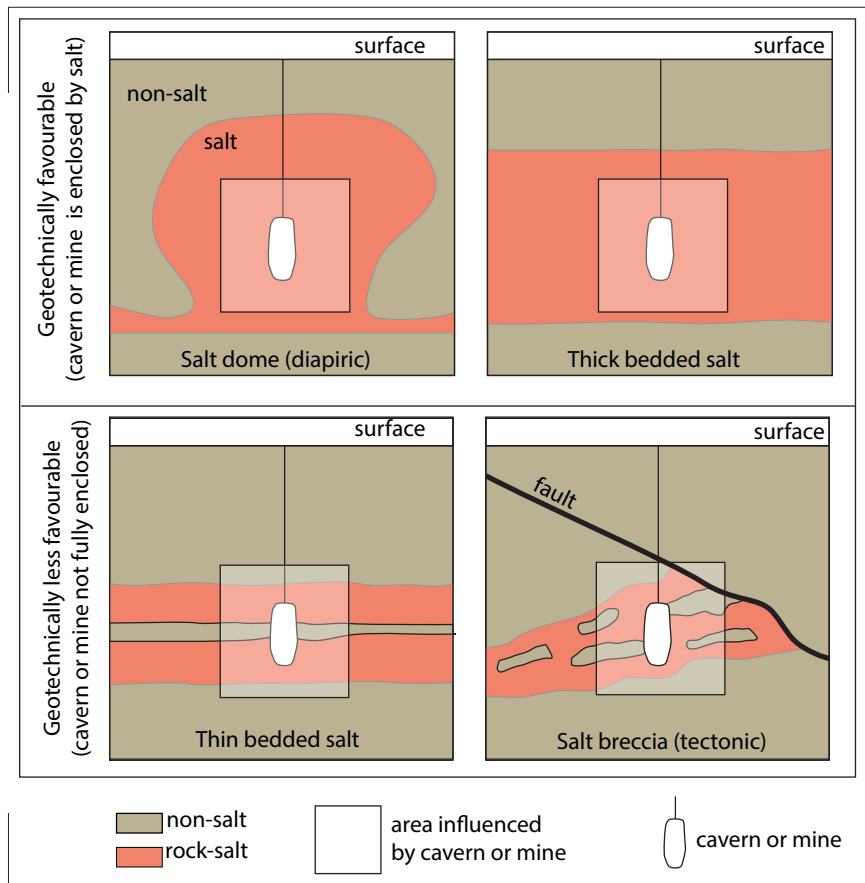 Geotechnically favourable
(cavern or mine is enclosed by salt)
surface
non-salt
salt
Salt dome (diapiric)
surface
Thick bedded salt
Geotechnically less favourable
(cavern or mine not fully enclosed)
surface
Thin bedded salt
surface
fault
Salt breccia (tectonic)
non-salt
rock-salt
area influenced
by cavern or mine
cavern or mine